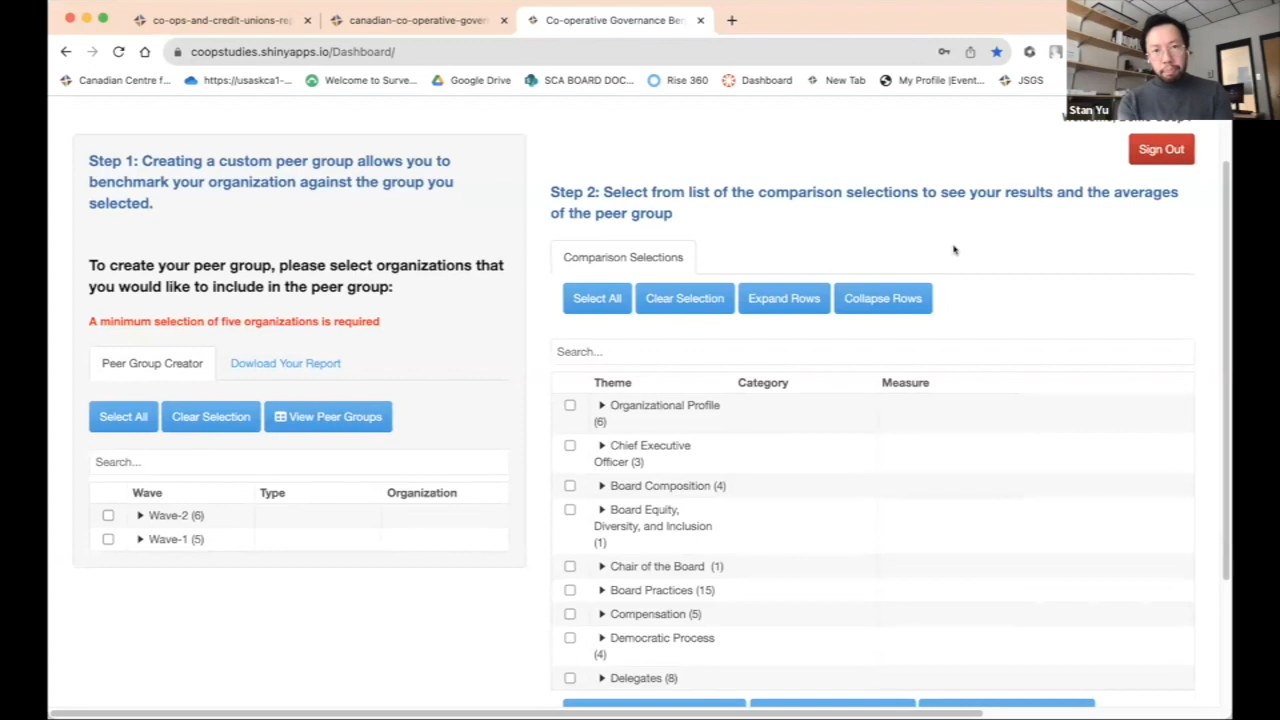 co-ops-and-credit-unions-re
canadian-co-operative-gover
Co-operative Governance Be
coopstudies.shinyapps.io/Dashboard/
Canadian Centre f...
https://usaskca1-...
Welcome to Surve...
Google Drive
SCA BOARD DOC...
Rise 360
Dashboard
New Tab
My Profile |Event...
JSGS
Stan Yu
Sign Out
Step 1: Creating a custom peer group allows you to
benchmark your organization against the group you
selected.
To create your peer group, please select organizations that
you would like to include in the peer group:
A minimum selection of five organizations is required
Peer Group Creator
Dowload Your Report
Select All
Clear Selection
View Peer Groups
Search...
Wave Type Organization
Wave-2 (6)
Wave-1 (5)
Step 2: Select from list of the comparison selections to see your results and the averages
of the peer group
Comparison Selections
Select All
Clear Selection
Expand Rows
Collapse Rows
Search...
Theme Category Measure
Organizational Profile
(6)
Chief Executive
Officer (3)
Board Composition (4)
Board Equity,
Diversity, and Inclusion
(1)
Chair of the Board (1)
Board Practices (15)
Compensation (5)
Democratic Process
(4)
Delegates (8)